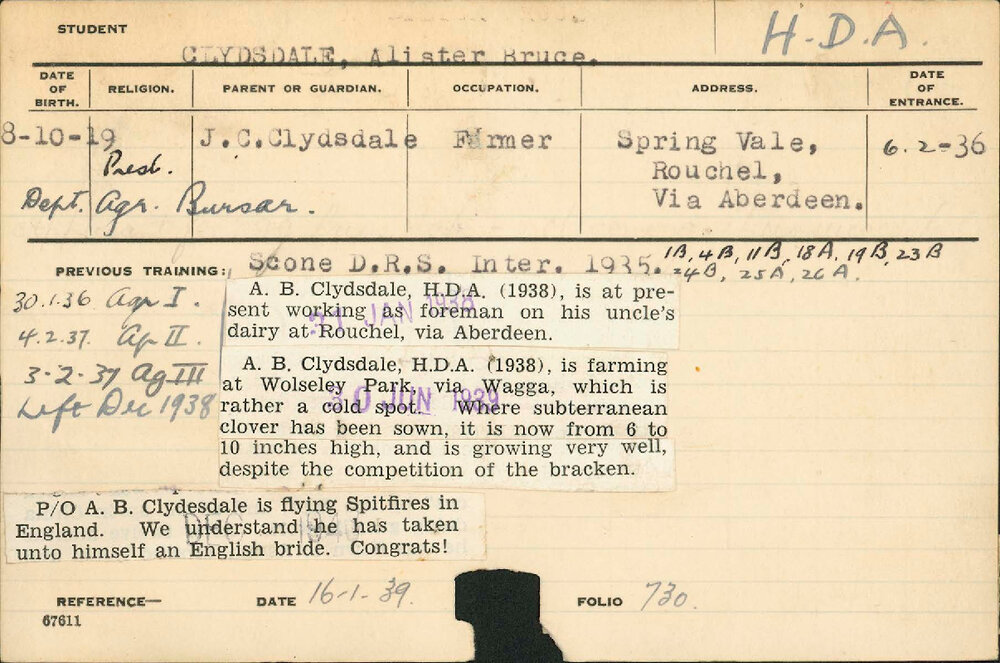 STUDENT
CLYDSDALE, Alister Bruce.
H.D.A.
DATE OF BIRTH.
RELIGION.
PARENT OR GUARDIAN.
OCCUPATION.
ADDRESS.
DATE OF ENTRANCE.
8-10-19
Presb.
J.C.Clydsdale
Farmer
Spring Vale,
Rouchel,
Via Aberdeen.
6.2-36
Dept. Agr. Bursar.
PREVIOUS TRAINING:
Scone D.R.S. Inter. 1935.
1B, 4B, 11B, 18A, 19B, 23B
24B, 25A, 26A.
30.1.36 Agr I.
4.2.37. Ag II.
3-2-37 Ag III
Left Dec 1938
A. B. Clydsdale, H.D.A. (1938), is at pre-
sent working as foreman on his uncle's
dairy at Rouchel, via Aberdeen.
JAN 1938
A. B. Clydsdale, H.D.A. (1938), is farming
at Wolseley Park, via Wagga, which is
rather a cold spot. Where subterranean
clover has been sown, it is now from 6 to
10 inches high, and is growing very well,
despite the competition of the bracken.
30 JUN 1939
P/O A. B. Clydesdale is flying Spitfires in
England. We understand he has taken
unto himself an English bride. Congrats!
DEC
REFERENCE—
DATE 16-1-39.
FOLIO 730.
67611